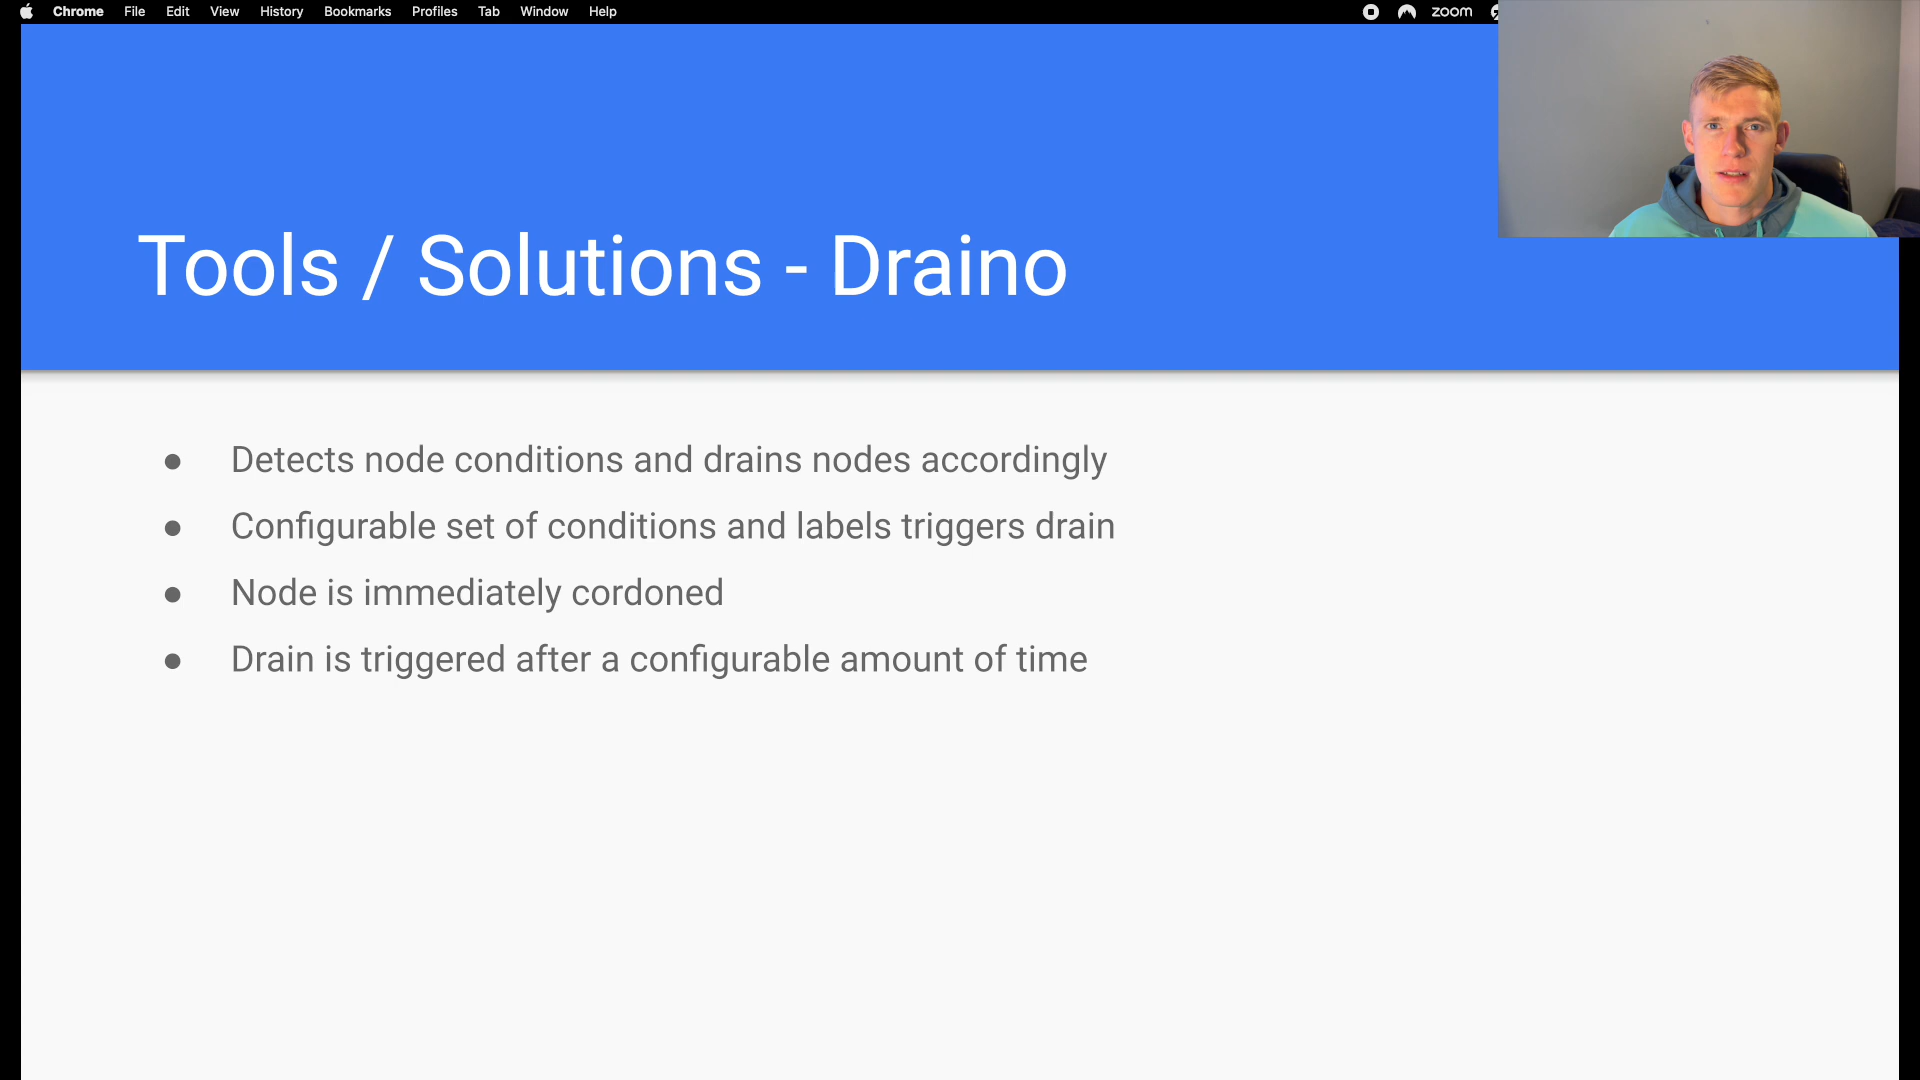 Chrome File Edit View History Bookmarks Profiles Tab Window Help zoom
Tools / Solutions - Draino
● Detects node conditions and drains nodes accordingly
● Configurable set of conditions and labels triggers drain
● Node is immediately cordoned
● Drain is triggered after a configurable amount of time